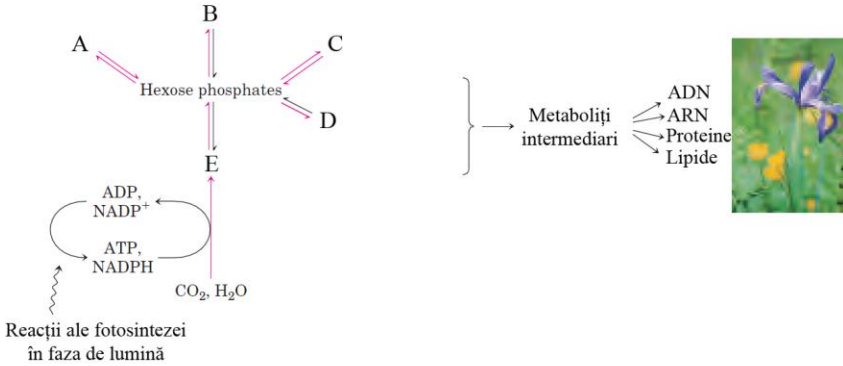 B
A
C
Hexose phosphates
D
E
ADP,
NADP+
ATP,
NADPH
CO2, H2O
Reacții ale fotosintezei
în faza de lumină
Metaboliți
intermediari
ADN
ARN
Proteine
Lipide